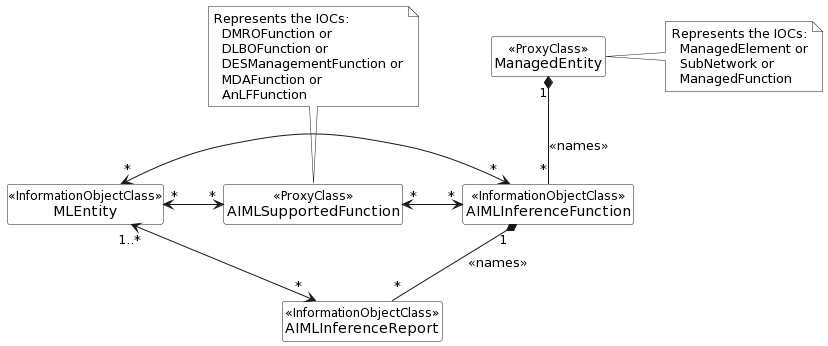 Represents the IOCs:
DMROFunction or
DLBOFunction or
DESManagementFunction or
MDAFunction or
AnLFFunction
«ProxyClass»
ManagedEntity
Represents the IOCs:
ManagedElement or
SubNetwork or
ManagedFunction
1
«names»
*
*
*
«InformationObjectClass»
MLEntity
*
*
«ProxyClass»
AIMLSupportedFunction
*
*
«InformationObjectClass»
AIMLInferenceFunction
1..*
1
«names»
*
*
«InformationObjectClass»
AIMLInferenceReport